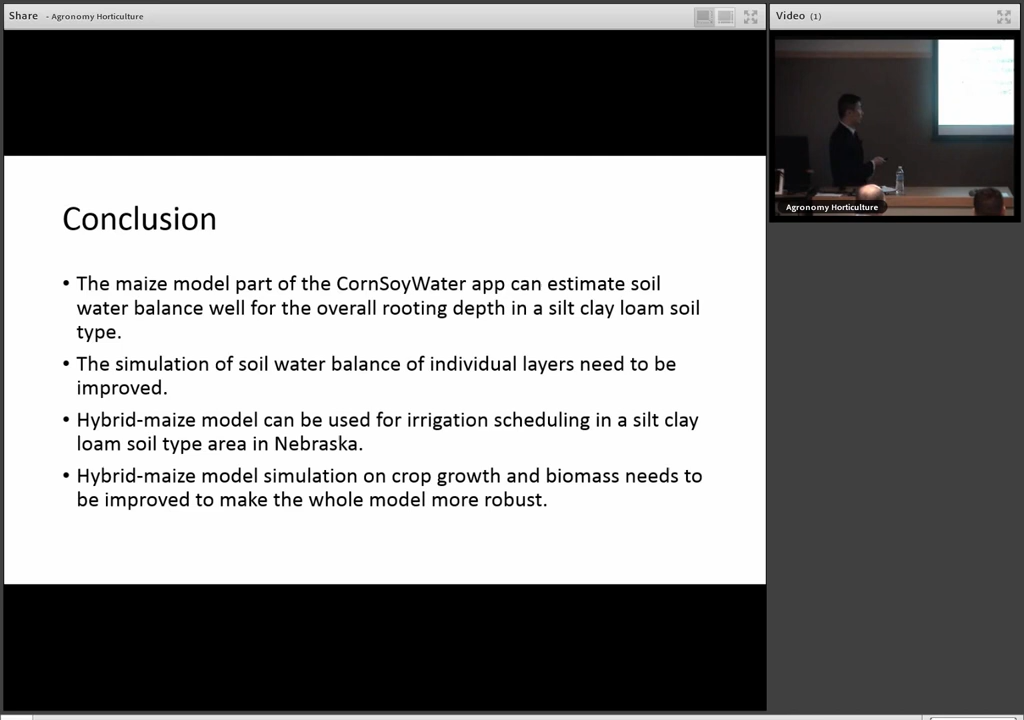 Share - Agronomy Horticulture
Video (1)
Conclusion
• The maize model part of the CornSoyWater app can estimate soil
water balance well for the overall rooting depth in a silt clay loam soil
type.
• The simulation of soil water balance of individual layers need to be
improved.
• Hybrid-maize model can be used for irrigation scheduling in a silt clay
loam soil type area in Nebraska.
• Hybrid-maize model simulation on crop growth and biomass needs to
be improved to make the whole model more robust.
Agronomy Horticulture